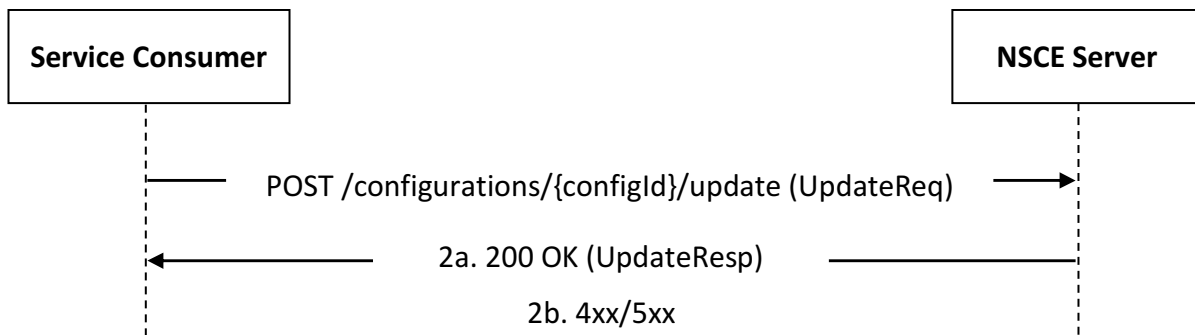 Service Consumer
NSCE Server
POST /configurations/{configId}/update (UpdateReq)
2a. 200 OK (UpdateResp)
2b. 4xx/5xx